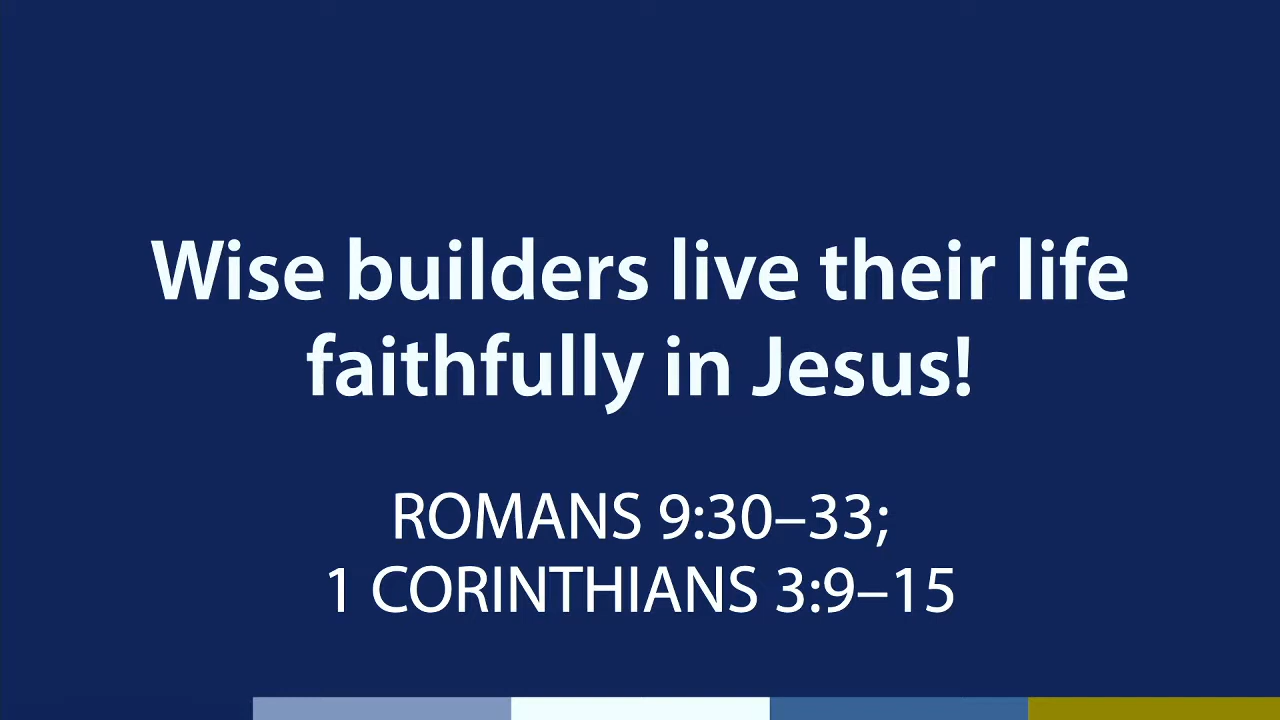 Wise builders live their life
faithfully in Jesus!
ROMANS 9:30–33;
1 CORINTHIANS 3:9–15